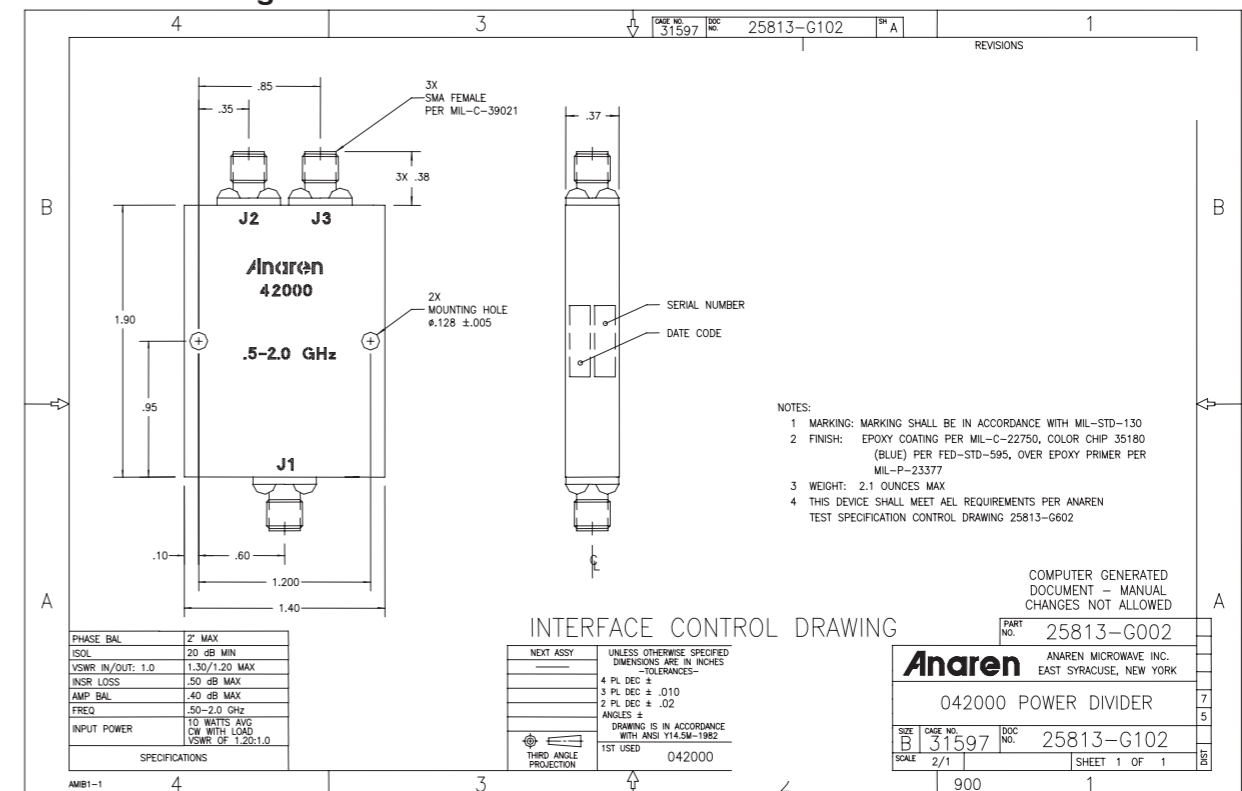 4
3
CAGE NO. 31597
DOC NO. 25813-G102
SH A
1
REVISIONS
.85
.35
3X
SMA FEMALE
PER MIL-C-39021
.37
3X .38
B
B
J2 J3
Anaren
42000
2X
MOUNTING HOLE
ø.128 ±.005
1.90
.5-2.0 GHz
.95
SERIAL NUMBER
DATE CODE
J1
.10
.60
1.200
1.40
NOTES:
1 MARKING: MARKING SHALL BE IN ACCORDANCE WITH MIL-STD-130
2 FINISH: EPOXY COATING PER MIL-C-22750, COLOR CHIP 35180
(BLUE) PER FED-STD-595, OVER EPOXY PRIMER PER
MIL-P-23377
3 WEIGHT: 2.1 OUNCES MAX
4 THIS DEVICE SHALL MEET AEL REQUIREMENTS PER ANAREN
TEST SPECIFICATION CONTROL DRAWING 25813-G602
COMPUTER GENERATED
DOCUMENT - MANUAL
CHANGES NOT ALLOWED
A
A
PHASE BAL 2° MAX
ISOL 20 dB MIN
VSWR IN/OUT: 1.0 1.30/1.20 MAX
INSR LOSS .50 dB MAX
AMP BAL .40 dB MAX
FREQ .50-2.0 GHz
INPUT POWER 10 WATTS AVG
CW WITH LOAD
VSWR OF 1.20:1.0
SPECIFICATIONS
INTERFACE CONTROL DRAWING
NEXT ASSY
UNLESS OTHERWISE SPECIFIED
DIMENSIONS ARE IN INCHES
-TOLERANCES-
4 PL DEC ±
3 PL DEC ± .010
2 PL DEC ± .02
ANGLES ±
DRAWING IS IN ACCORDANCE
WITH ANSI Y14.5M-1982
THIRD ANGLE
PROJECTION
1ST USED
042000
PART NO. 25813-G002
Anaren
ANAREN MICROWAVE INC.
EAST SYRACUSE, NEW YORK
042000 POWER DIVIDER
7
5
SIZE B
CAGE NO. 31597
DOC NO. 25813-G102
SCALE 2/1
SHEET 1 OF 1
DIST
AMIB1-1
4
3
900
1